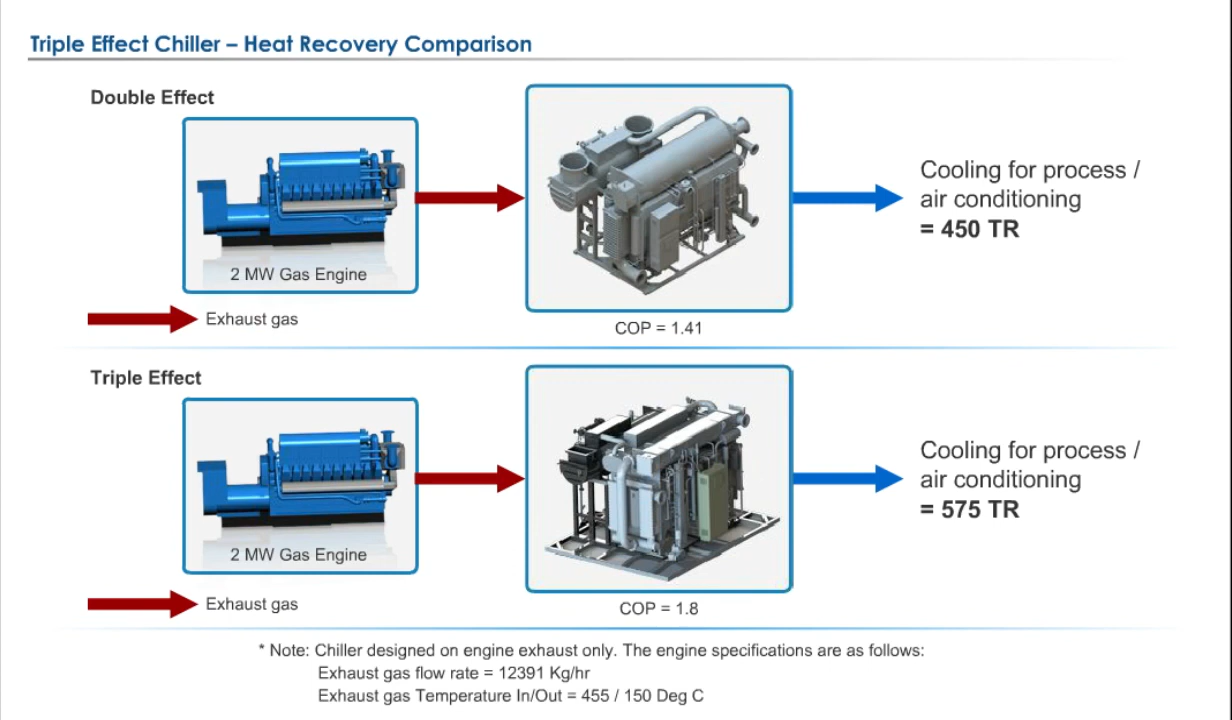 Triple Effect Chiller – Heat Recovery Comparison
Double Effect
2 MW Gas Engine
Exhaust gas
COP = 1.41
Cooling for process /
air conditioning
= 450 TR
Triple Effect
2 MW Gas Engine
Exhaust gas
COP = 1.8
Cooling for process /
air conditioning
= 575 TR
* Note: Chiller designed on engine exhaust only. The engine specifications are as follows:
Exhaust gas flow rate = 12391 Kg/hr
Exhaust gas Temperature In/Out = 455 / 150 Deg C